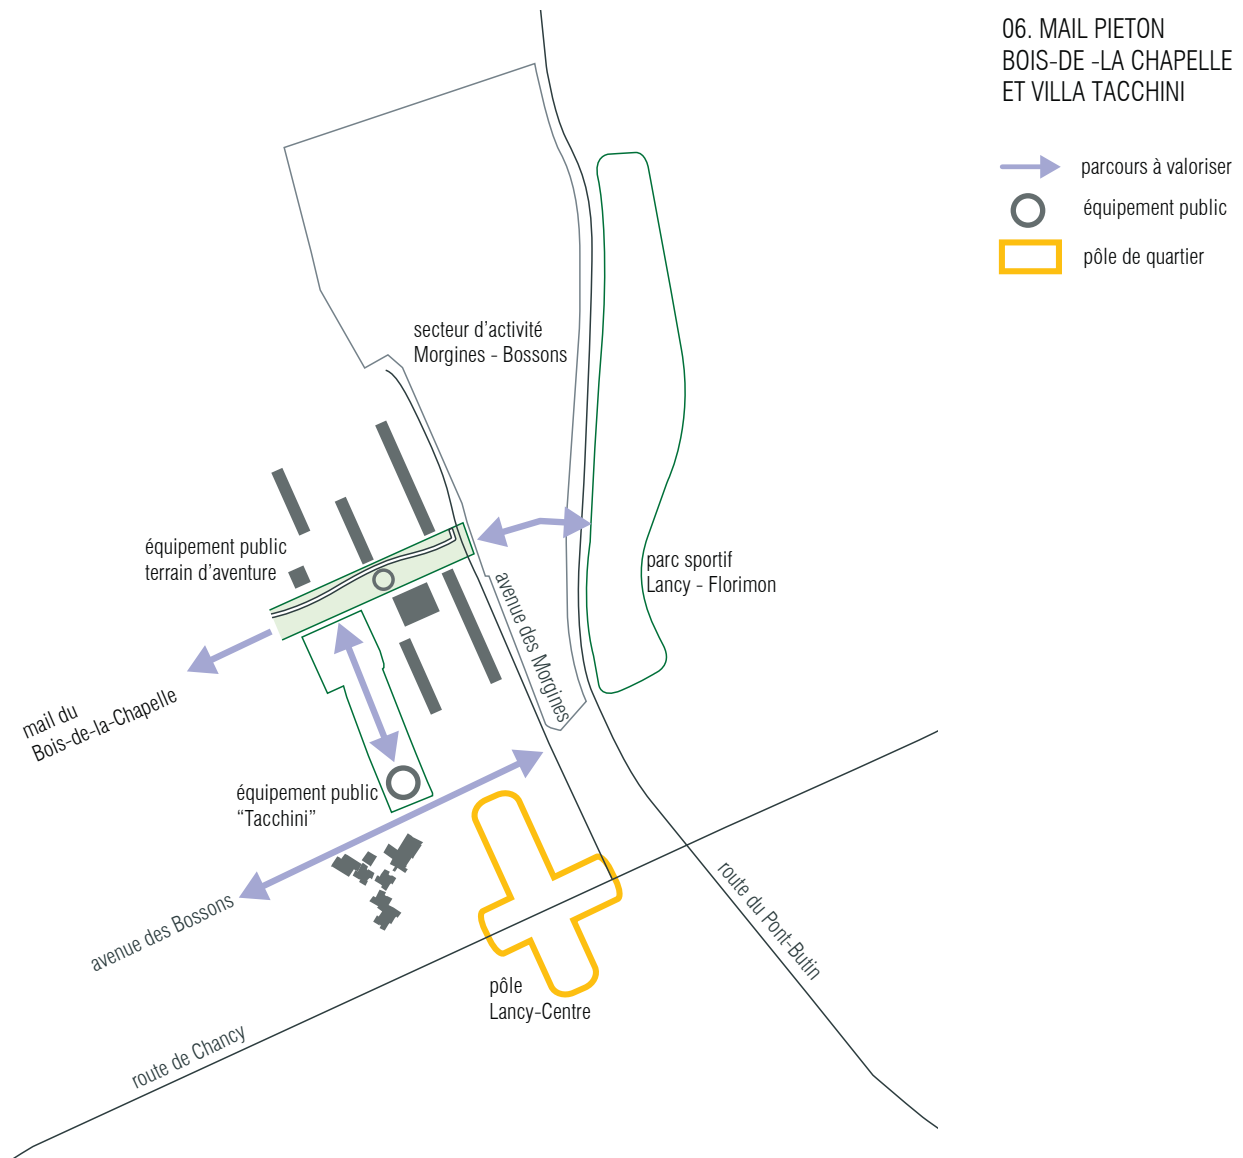 06. MAIL PIETON
BOIS-DE -LA CHAPELLE
ET VILLA TACCHINI
parcours à valoriser
équipement public
pôle de quartier
secteur d'activité
Morgines - Bossons
équipement public
terrain d'aventure
parc sportif
Lancy - Florimon
avenue des Morgines
mail du
Bois-de-la-Chapelle
équipement public
“Tacchini”
avenue des Bossons
route du Pont-Butin
pôle
Lancy-Centre
route de Chancy